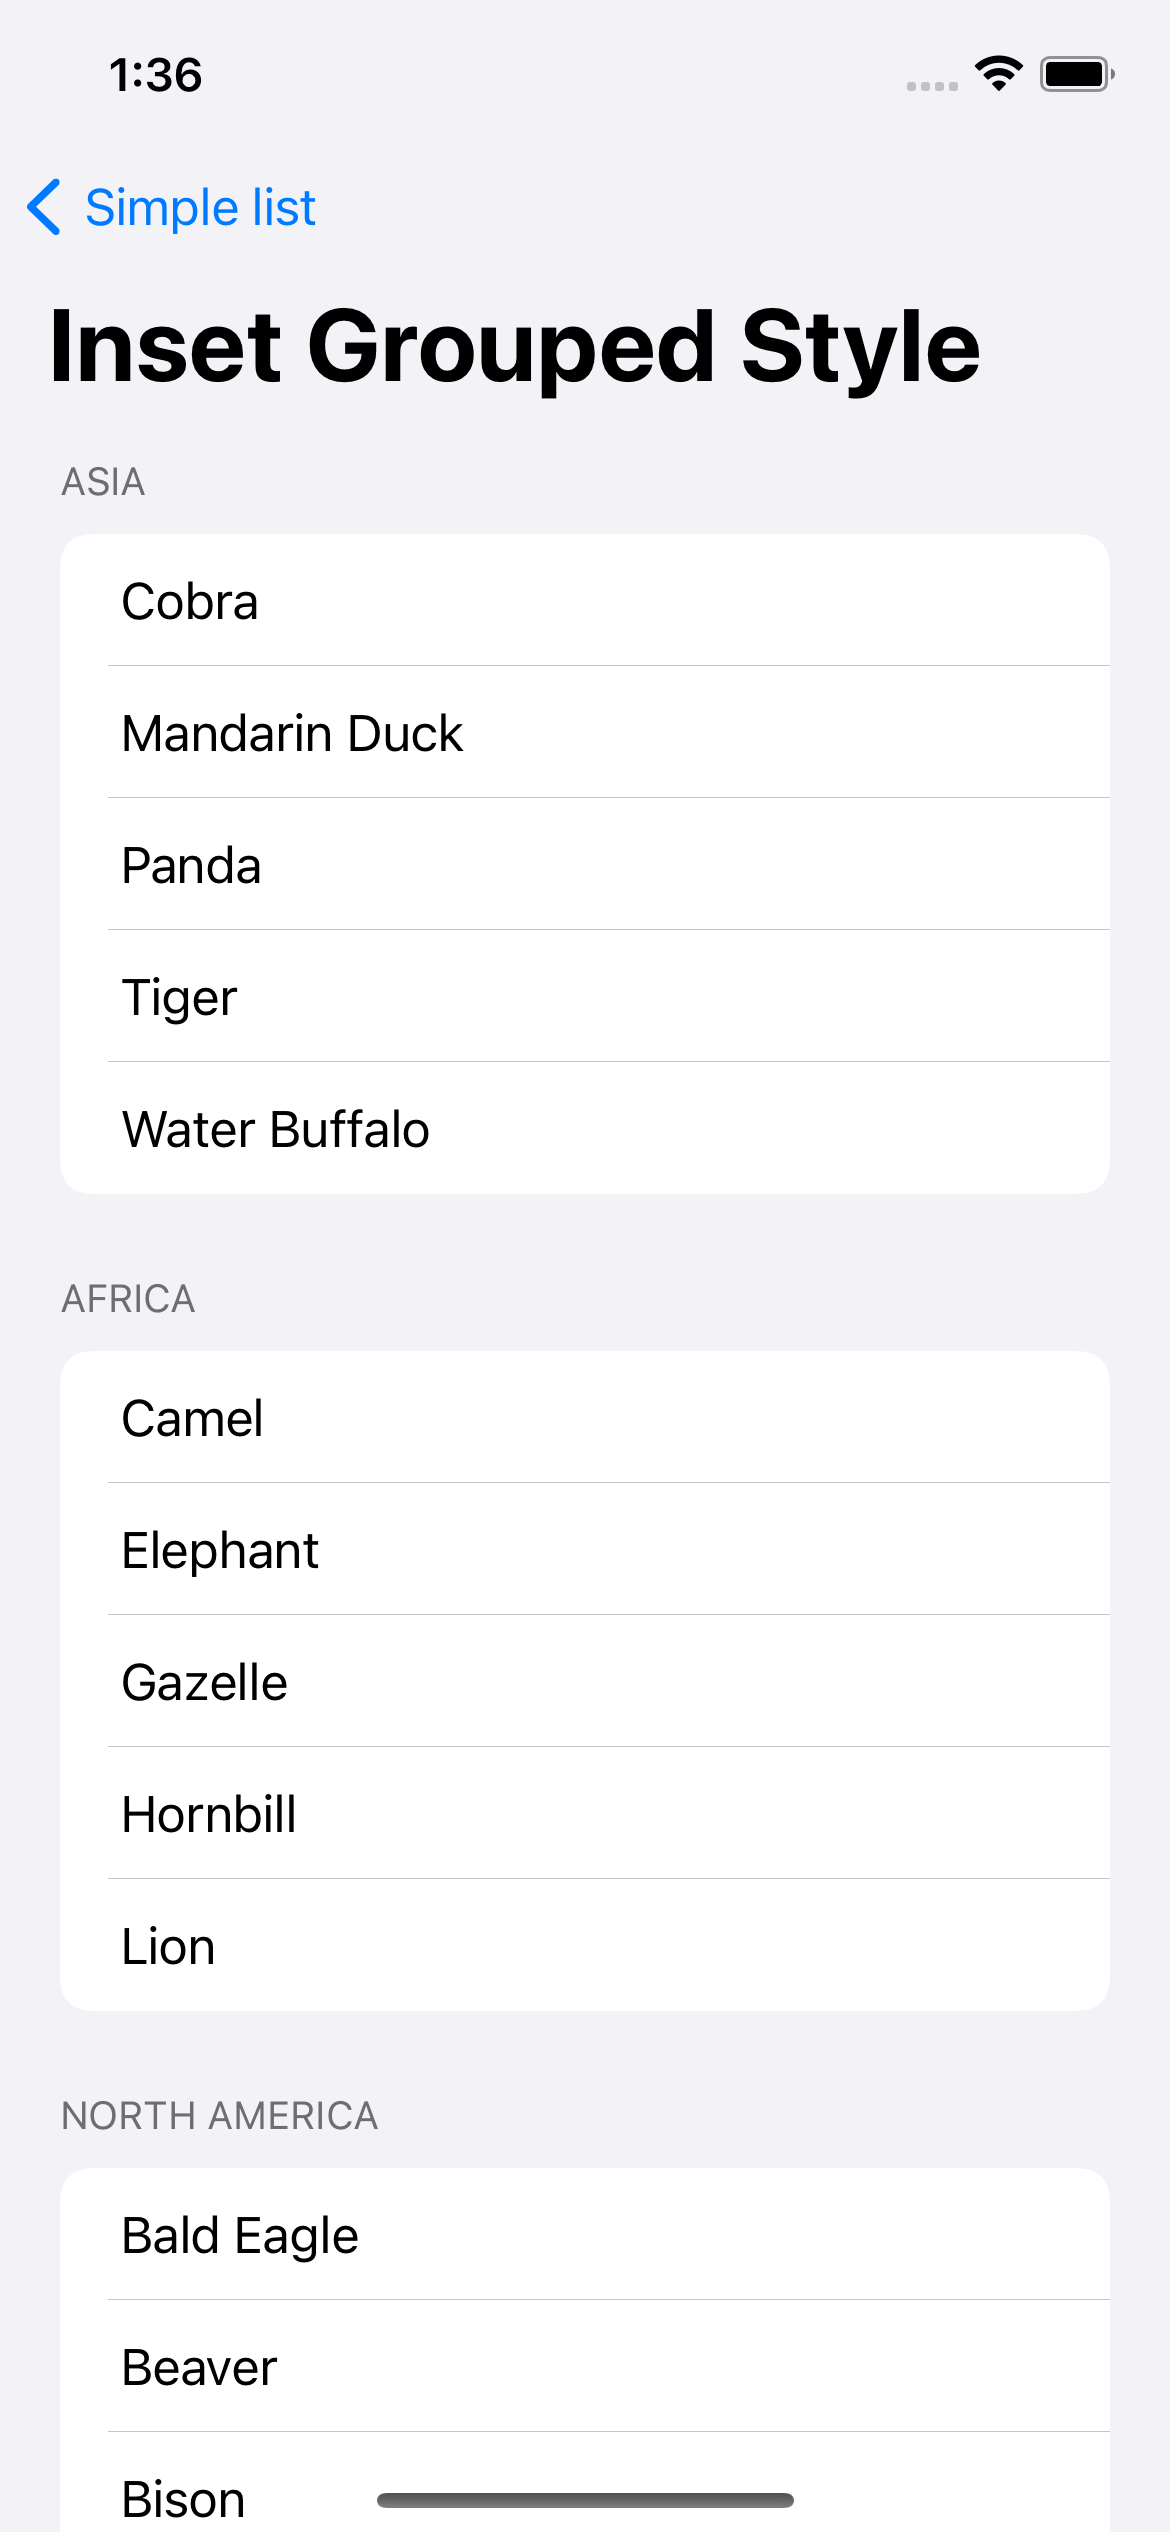 1:36
Simple list
Inset Grouped Style
ASIA
Cobra
Mandarin Duck
Panda
Tiger
Water Buffalo
AFRICA
Camel
Elephant
Gazelle
Hornbill
Lion
NORTH AMERICA
Bald Eagle
Beaver
Bison